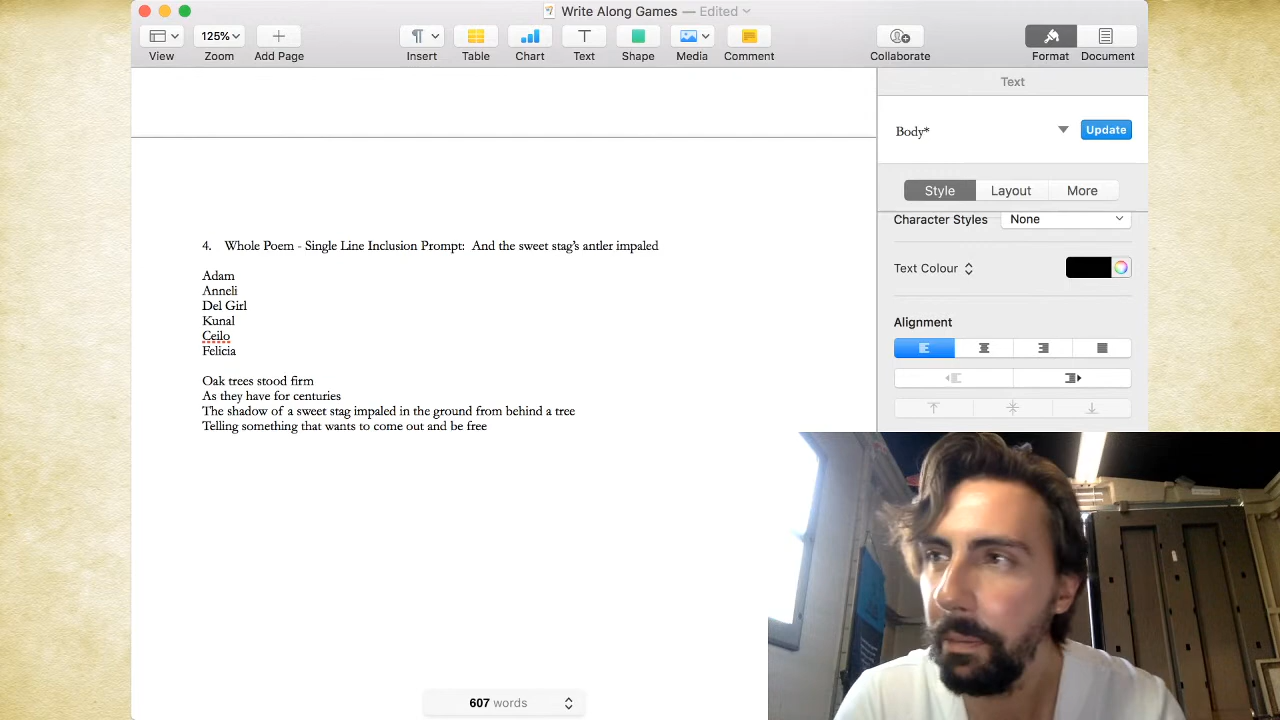 Write Along Games — Edited
125%
View
Zoom
Add Page
Insert
Table
Chart
Text
Shape
Media
Comment
Collaborate
Format
Document
Text
Body*
Update
Style
Layout
More
Character Styles
None
Text Colour
Alignment
4. Whole Poem - Single Line Inclusion Prompt: And the sweet stag's antler impaled
Adam
Anneli
Del Girl
Kunal
Ceilo
Felicia
Oak trees stood firm
As they have for centuries
The shadow of a sweet stag impaled in the ground from behind a tree
Telling something that wants to come out and be free
607 words